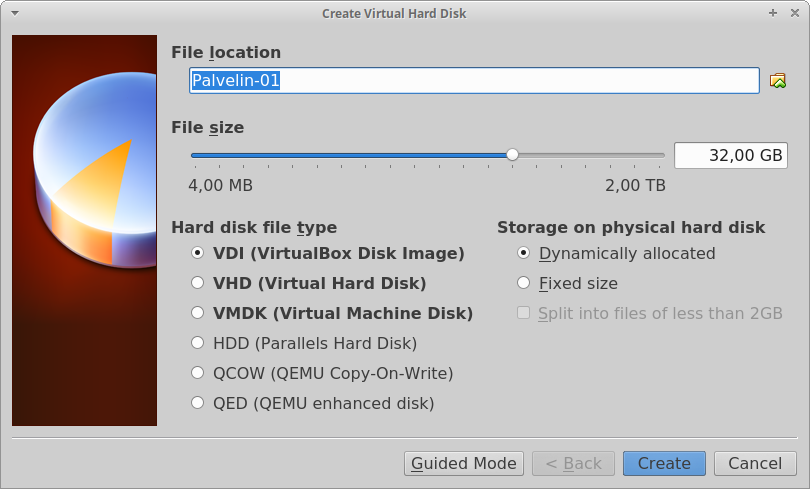 Create Virtual Hard Disk
File location
Palvelin-01
File size
32,00 GB
4,00 MB 2,00 TB
Hard disk file type
VDI (VirtualBox Disk Image)
VHD (Virtual Hard Disk)
VMDK (Virtual Machine Disk)
HDD (Parallels Hard Disk)
QCOW (QEMU Copy-On-Write)
QED (QEMU enhanced disk)
Storage on physical hard disk
Dynamically allocated
Fixed size
Split into files of less than 2GB
Guided Mode < Back Create Cancel